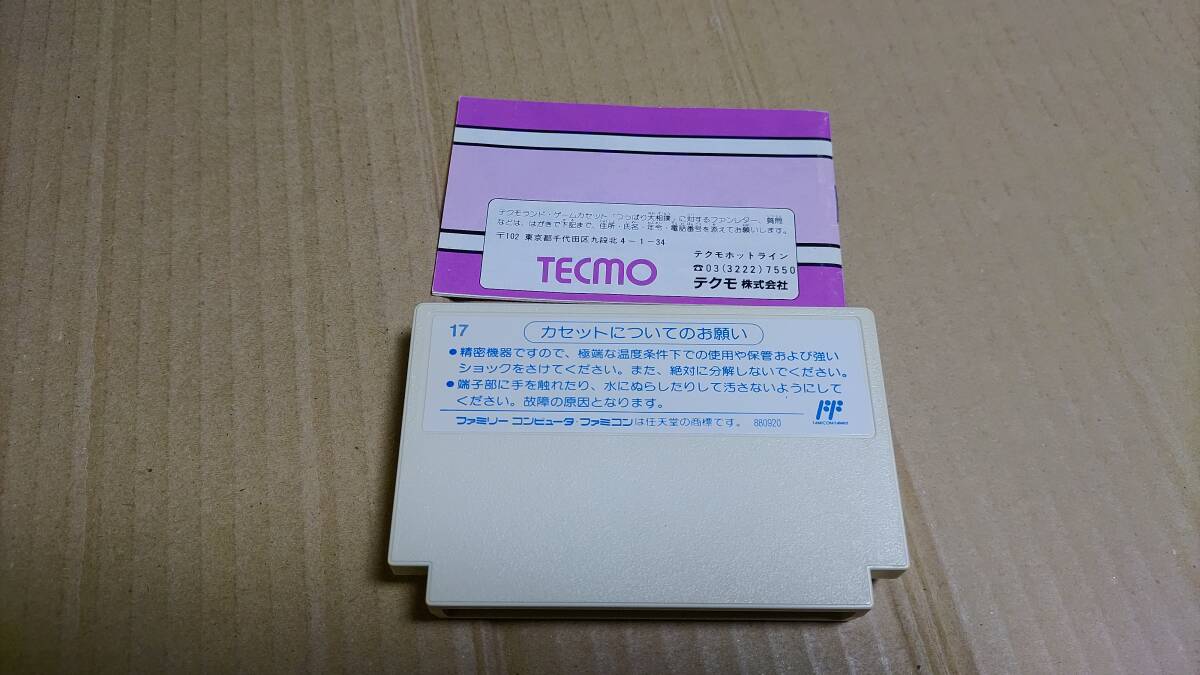 テクモランド・ゲームカセット「つっぱり大相撲」に対するファンレター、質問
などは、はがきで下記まで、住所・氏名・年令・電話番号を添えてお願いします。
〒102 東京都千代田区九段北4-1-34
TECMO
テクモホットライン
☎03(3222)7550
テクモ株式会社
17
カセットについてのお願い
●精密機器ですので、極端な温度条件下での使用や保管および強い
ショックをさけてください。また、絶対に分解しないでください。
●端子部に手を触れたり、水にぬらしたりして汚さないようにして
ください。故障の原因となります。
ファミリーコンピュータ・ファミコンは任天堂の商標です。 880920
FF